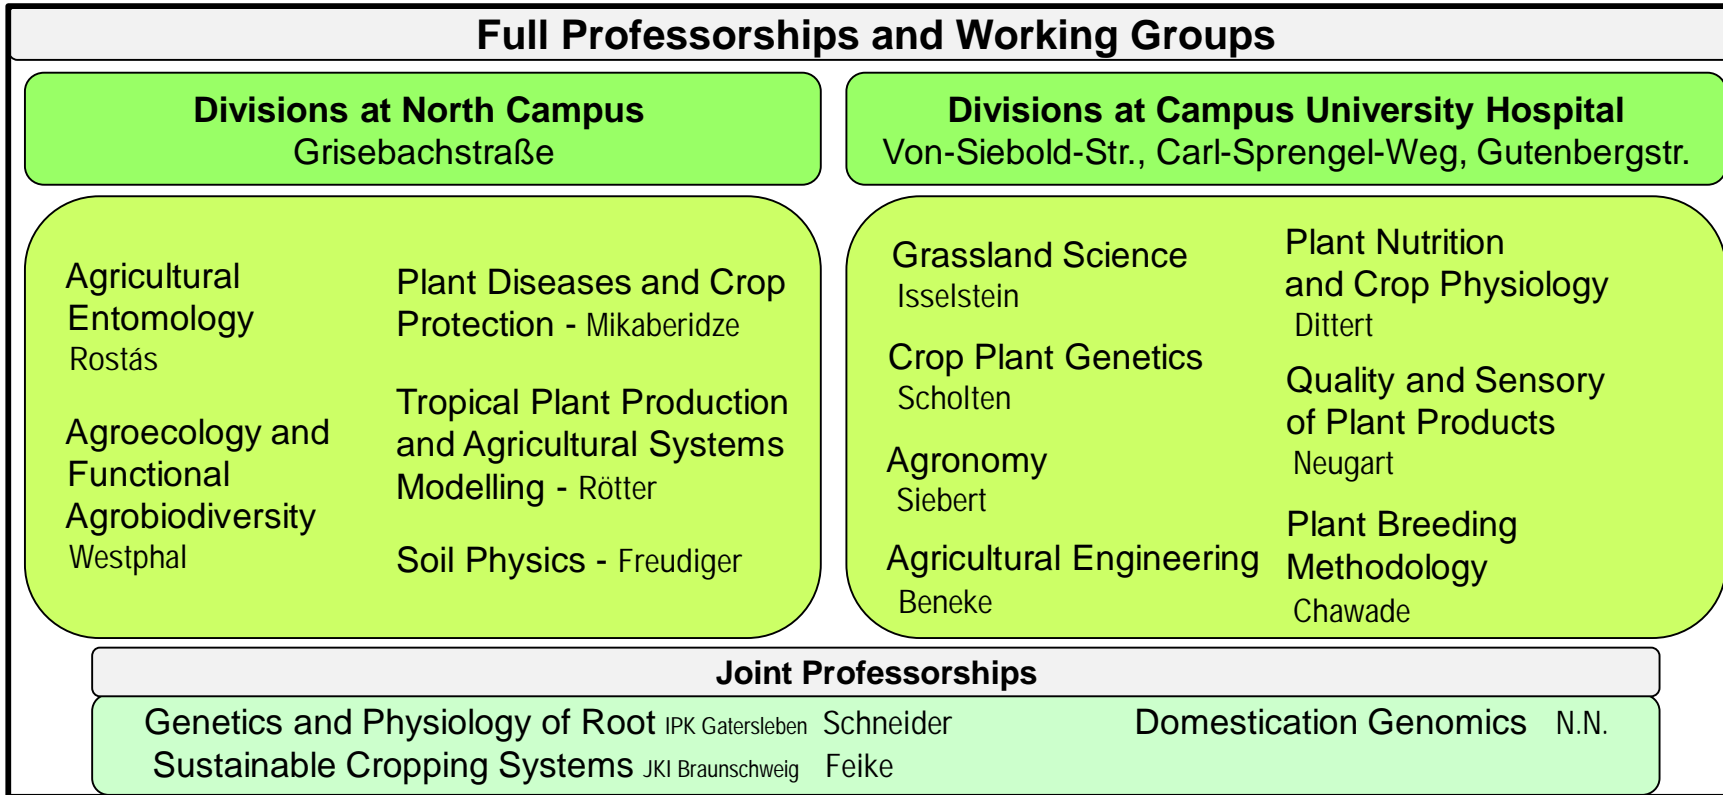 Full Professorships and Working Groups
Divisions at North Campus
Grisebachstraße
Agricultural
Entomology
Rostás
Agroecology and
Functional
Agrobiodiversity
Westphal
Plant Diseases and Crop
Protection - Mikaberidze
Tropical Plant Production
and Agricultural Systems
Modelling - Rötter
Soil Physics - Freudiger
Divisions at Campus University Hospital
Von-Siebold-Str., Carl-Sprengel-Weg, Gutenbergstr.
Grassland Science
Isselstein
Crop Plant Genetics
Scholten
Agronomy
Siebert
Agricultural Engineering
Beneke
Plant Nutrition
and Crop Physiology
Dittert
Quality and Sensory
of Plant Products
Neugart
Plant Breeding
Methodology
Chawade
Joint Professorships
Genetics and Physiology of Root IPK Gatersleben Schneider
Sustainable Cropping Systems JKI Braunschweig Feike
Domestication Genomics N.N.